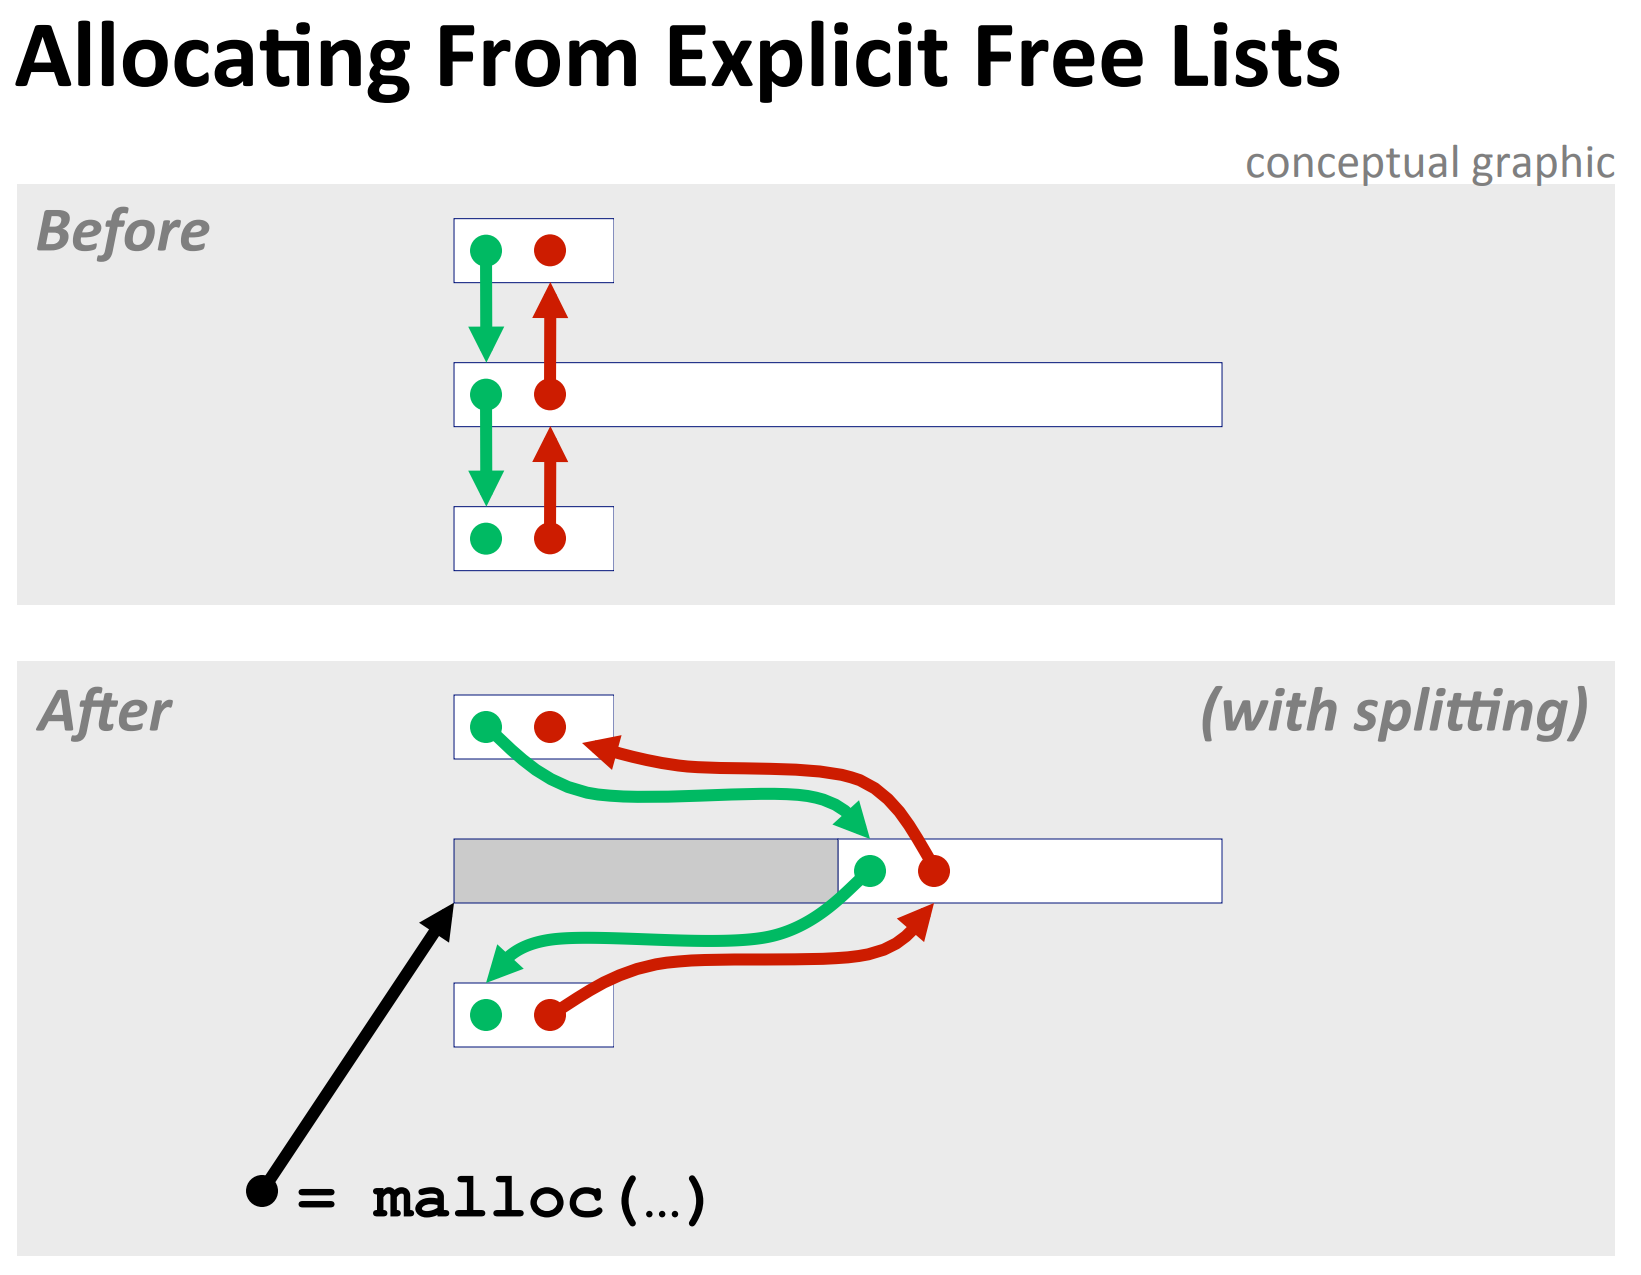 Allocating From Explicit Free Lists
conceptual graphic
Before
After
(with splitting)
= malloc(…)